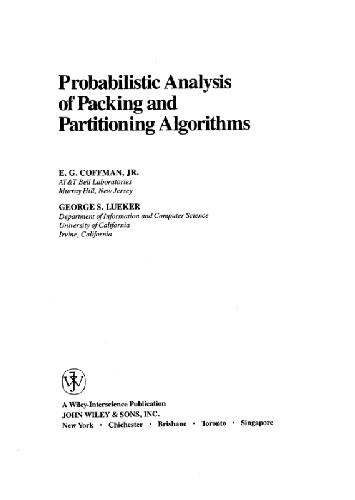 Probabilistic Analysis
of Packing and
Partitioning Algorithms
E. G. COFFMAN, JR.
AT&T Bell Laboratories
Murray Hill, New Jersey
GEORGE S. LUEKER
Department of Information and Computer Science
University of California
Irvine, California
A Wiley-Interscience Publication
JOHN WILEY & SONS, INC.
New York · Chichester · Brisbane · Toronto · Singapore